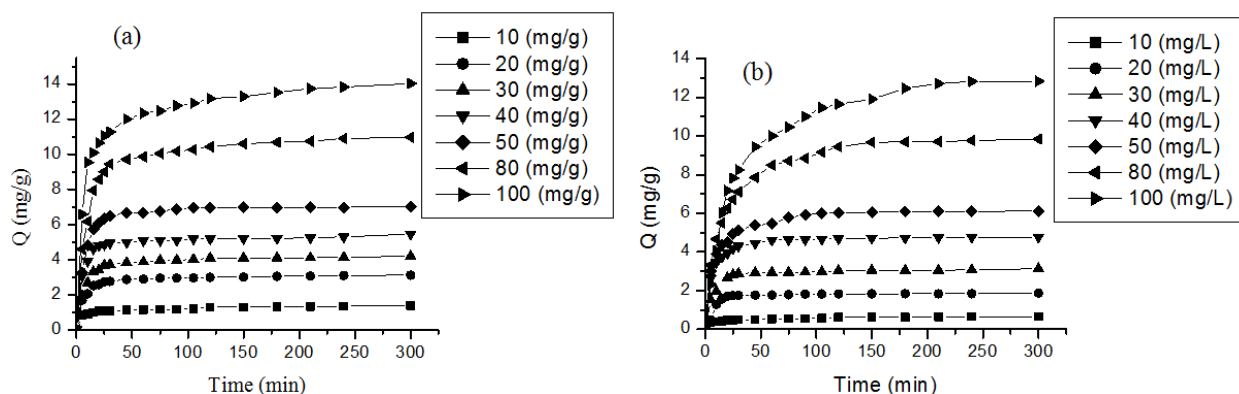 (a)
10 (mg/g)
20 (mg/g)
30 (mg/g)
40 (mg/g)
50 (mg/g)
80 (mg/g)
100 (mg/g)
Q (mg/g)
14
12
10
8
6
4
2
0
0 50 100 150 200 250 300
Time (min)
(b)
10 (mg/L)
20 (mg/L)
30 (mg/L)
40 (mg/L)
50 (mg/L)
80 (mg/L)
100 (mg/L)
Q (mg/g)
14
12
10
8
6
4
2
0
0 50 100 150 200 250 300
Time (min)